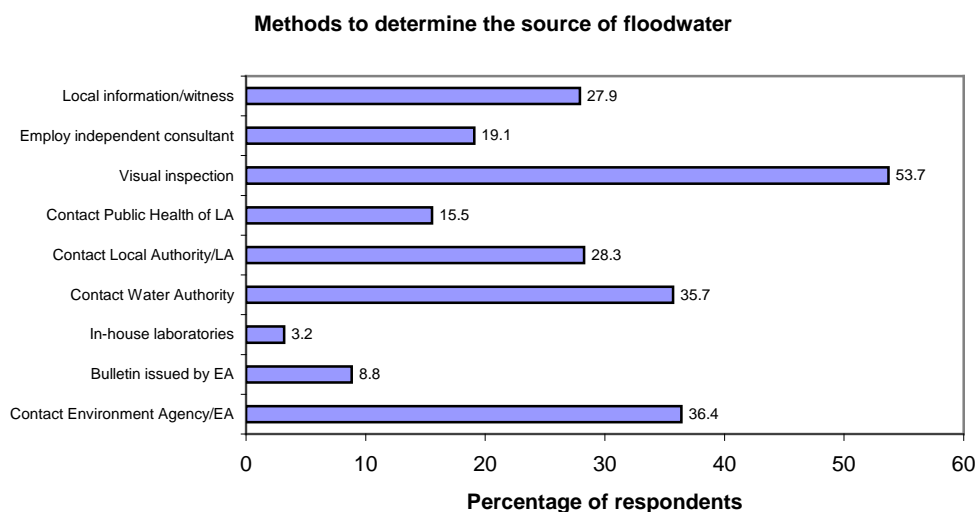 Methods to determine the source of floodwater
Local information/witness 27.9
Employ independent consultant 19.1
Visual inspection 53.7
Contact Public Health of LA 15.5
Contact Local Authority/LA 28.3
Contact Water Authority 35.7
In-house laboratories 3.2
Bulletin issued by EA 8.8
Contact Environment Agency/EA 36.4
0 10 20 30 40 50 60
Percentage of respondents